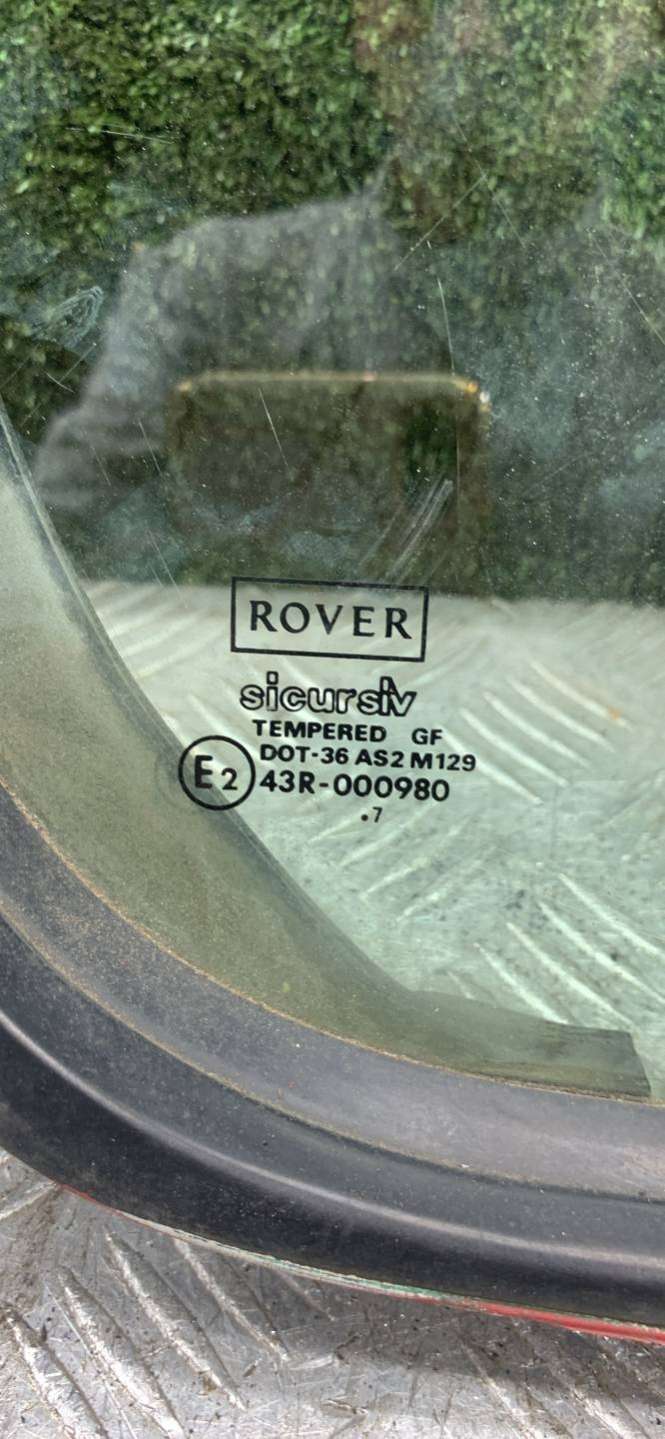 ROVER
sicursiv
TEMPERED GF
DOT-36 AS2 M129
E2 43R-000980
.7